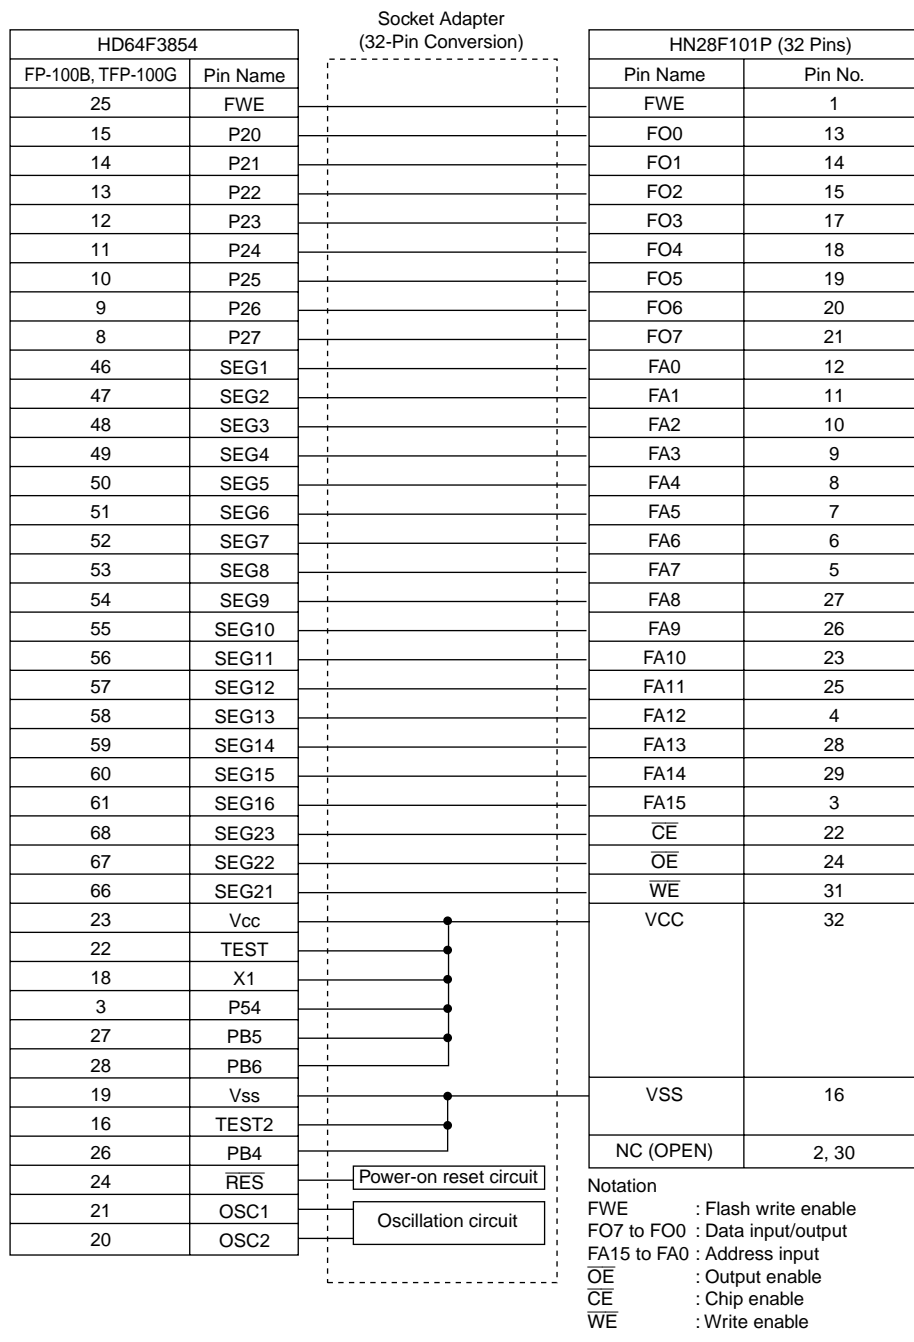 Socket Adapter
(32-Pin Conversion)
HD64F3854 HN28F101P (32 Pins)
FP-100B, TFP-100G Pin Name Pin Name Pin No.
25 FWE FWE 1
15 P20 FO0 13
14 P21 FO1 14
13 P22 FO2 15
12 P23 FO3 17
11 P24 FO4 18
10 P25 FO5 19
9 P26 FO6 20
8 P27 FO7 21
46 SEG1 FA0 12
47 SEG2 FA1 11
48 SEG3 FA2 10
49 SEG4 FA3 9
50 SEG5 FA4 8
51 SEG6 FA5 7
52 SEG7 FA6 6
53 SEG8 FA7 5
54 SEG9 FA8 27
55 SEG10 FA9 26
56 SEG11 FA10 23
57 SEG12 FA11 25
58 SEG13 FA12 4
59 SEG14 FA13 28
60 SEG15 FA14 29
61 SEG16 FA15 3
68 SEG23 C̅E̅ 22
67 SEG22 O̅E̅ 24
66 SEG21 W̅E̅ 31
23 Vcc VCC 32
22 TEST
18 X1
3 P54
27 PB5
28 PB6
19 Vss VSS 16
16 TEST2
26 PB4 NC (OPEN) 2, 30
24 R̅E̅S̅ Power-on reset circuit
21 OSC1 Oscillation circuit
20 OSC2
Notation
FWE : Flash write enable
FO7 to FO0 : Data input/output
FA15 to FA0 : Address input
O̅E̅ : Output enable
C̅E̅ : Chip enable
W̅E̅ : Write enable